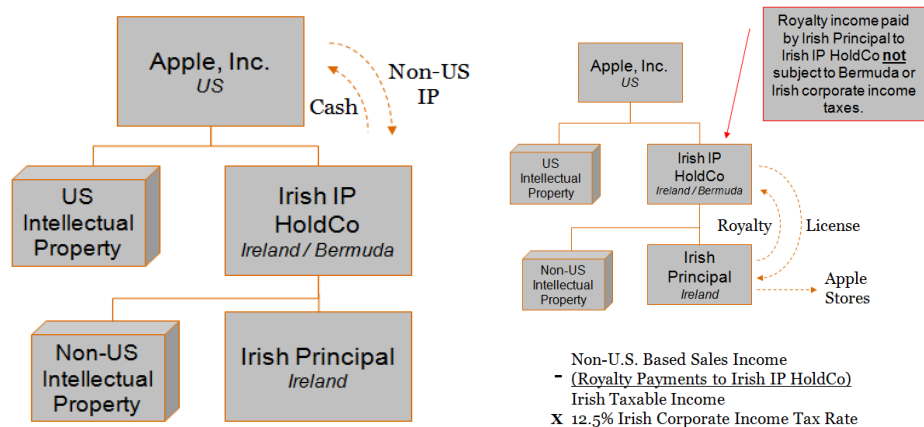 Apple, Inc.
US
Cash
Non-US
IP
US
Intellectual
Property
Irish IP
HoldCo
Ireland / Bermuda
Non-US
Intellectual
Property
Irish Principal
Ireland
Royalty income paid
by Irish Principal to
Irish IP HoldCo not
subject to Bermuda or
Irish corporate income
taxes.
Apple, Inc.
US
US
Intellectual
Property
Irish IP
HoldCo
Ireland / Bermuda
Royalty
License
Non-US
Intellectual
Property
Irish
Principal
Ireland
Apple
Stores
Non-U.S. Based Sales Income
- (Royalty Payments to Irish IP HoldCo)
Irish Taxable Income
X 12.5% Irish Corporate Income Tax Rate